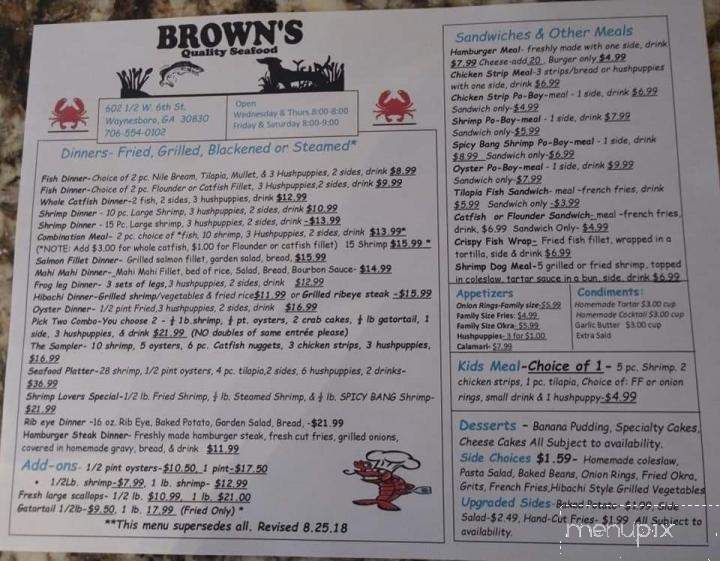 BROWN'S
Quality Seafood
602 1/2 W. 6th St.
Waynesboro, GA 30830
706-554-0102
Open
Wednesday & Thurs 8:00-8:00
Friday & Saturday 8:00-9:00
Dinners- Fried, Grilled, Blackened or Steamed*
Fish Dinner-Choice of 2 pc. Nile Bream, Tilapia, Mullet, & 3 Hushpuppies, 2 sides, drink $8.99
Fish Dinner-Choice of 2 pc. Flounder or Catfish Fillet, 3 Hushpuppies,2 sides, drink $9.99
Whole Catfish Dinner-2 fish, 2 sides, 3 hushpuppies, drink $12.99
Shrimp Dinner - 10 pc. Large Shrimp, 3 hushpuppies, 2 sides, drink $10.99
Shrimp Dinner - 15 Pc. Large shrimp, 3 hushpuppies, 2 sides, drink -$13.99
Combination Meal- 2 pc. choice of *fish, 10 shrimp, 3 Hushpuppies, 2 sides, drink $13.99*
(*NOTE: Add $3.00 for whole catfish, $1.00 for Flounder or catfish fillet) 15 Shrimp $15.99 *
Salmon Fillet Dinner- Grilled salmon fillet, garden salad, bread, $15.99
Mahi Mahi Dinner- Mahi Mahi Fillet, bed of rice, Salad, Bread, Bourbon Sauce- $14.99
Frog leg Dinner- 3 sets of legs,3 hushpuppies, 2 sides, drink $12.99
Hibachi Dinner-Grilled shrimp/vegetables & fried rice$11.99 or Grilled ribeye steak -$15.99
Oyster Dinner- 1/2 pint Fried,3 hushpuppies, 2 sides, drink $16.99
Pick Two Combo-You choose 2 - ½ lb.shrimp, ½ pt. oysters, 2 crab cakes, ½ lb gatortail, 1
side, 3 hushpuppies, & drink $21.99 (NO doubles of same entrée please)
The Sampler- 10 shrimp, 5 oysters, 6 pc. Catfish nuggets, 3 chicken strips, 3 hushpuppies,
$16.99
Seafood Platter-28 shrimp, 1/2 pint oysters, 4 pc. tilapia,2 sides, 6 hushpuppies, 2 drinks-
$36.99
Shrimp Lovers Special-1/2 lb. Fried Shrimp, ½ lb. Steamed Shrimp, & ½ lb. SPICY BANG Shrimp-
$21.99
Rib eye Dinner -16 oz. Rib Eye, Baked Potato, Garden Salad, Bread, -$21.99
Hamburger Steak Dinner- Freshly made hamburger steak, fresh cut fries, grilled onions,
covered in homemade gravy, bread, & drink $11.99
Add-ons- 1/2 pint oysters-$10.50, 1 pint-$17.50
• 1/2Lb. shrimp-$7.99, 1 lb. shrimp- $12.99
Fresh large scallops- 1/2 lb. $10.99, 1 lb. $21.00
Gatortail 1/2lb-$9.50, 1 lb. 17.99 (Fried Only) *
**This menu supersedes all. Revised 8.25.18
Sandwiches & Other Meals
Hamburger Meal- freshly made with one side, drink
$7.99 Cheese-add.20 . Burger only $4.99
Chicken Strip Meal-3 strips/bread or hushpuppies
with one side, drink $6.99
Chicken Strip Po-Boy-meal - 1 side, drink $6.99
Sandwich only-$4.99
Shrimp Po-Boy-meal - 1 side, drink $7.99
Sandwich only-$5.99
Spicy Bang Shrimp Po-Boy-meal - 1 side, drink
$8.99 Sandwich only-$6.99
Oyster Po-Boy-meal - 1 side, drink $9.99
Sandwich only-$7.99
Tilapia Fish Sandwich- meal -french fries, drink
$5.99 Sandwich only -$3.99
Catfish or Flounder Sandwich- meal -french fries,
drink, $6.99 Sandwich Only- $4.99
Crispy Fish Wrap- Fried fish fillet, wrapped in a
tortilla, side & drink $6.99
Shrimp Dog Meal-5 grilled or fried shrimp, topped
in coleslaw, tartar sauce in a bun, side, drink $6.99
Appetizers
Onion Rings-Family size-$5.99
Family Size Fries: $4.99
Family Size Okra- $5.99
Hushpuppies- 3 for $1.00
Calamari- $7.99
Condiments:
Homemade Tartar $3.00 cup
Homemade Cocktail $3.00 cup
Garlic Butter $3.00 cup
Extra Said
Kids Meal-Choice of 1- 5 pc. Shrimp, 2
chicken strips, 1 pc. tilapia, Choice of: FF or onion
rings, small drink & 1 hushpuppy-$4.99
Desserts - Banana Pudding, Specialty Cakes,
Cheese Cakes All Subject to availability.
Side Choices $1.59- Homemade coleslaw,
Pasta Salad, Baked Beans, Onion Rings, Fried Okra,
Grits, French Fries,Hibachi Style Grilled Vegetables
Upgraded Sides-Baked Potato- $1.99, Side
Salad-$2.49, Hand-Cut Fries- $1.99 All Subject to
availability.
menupix